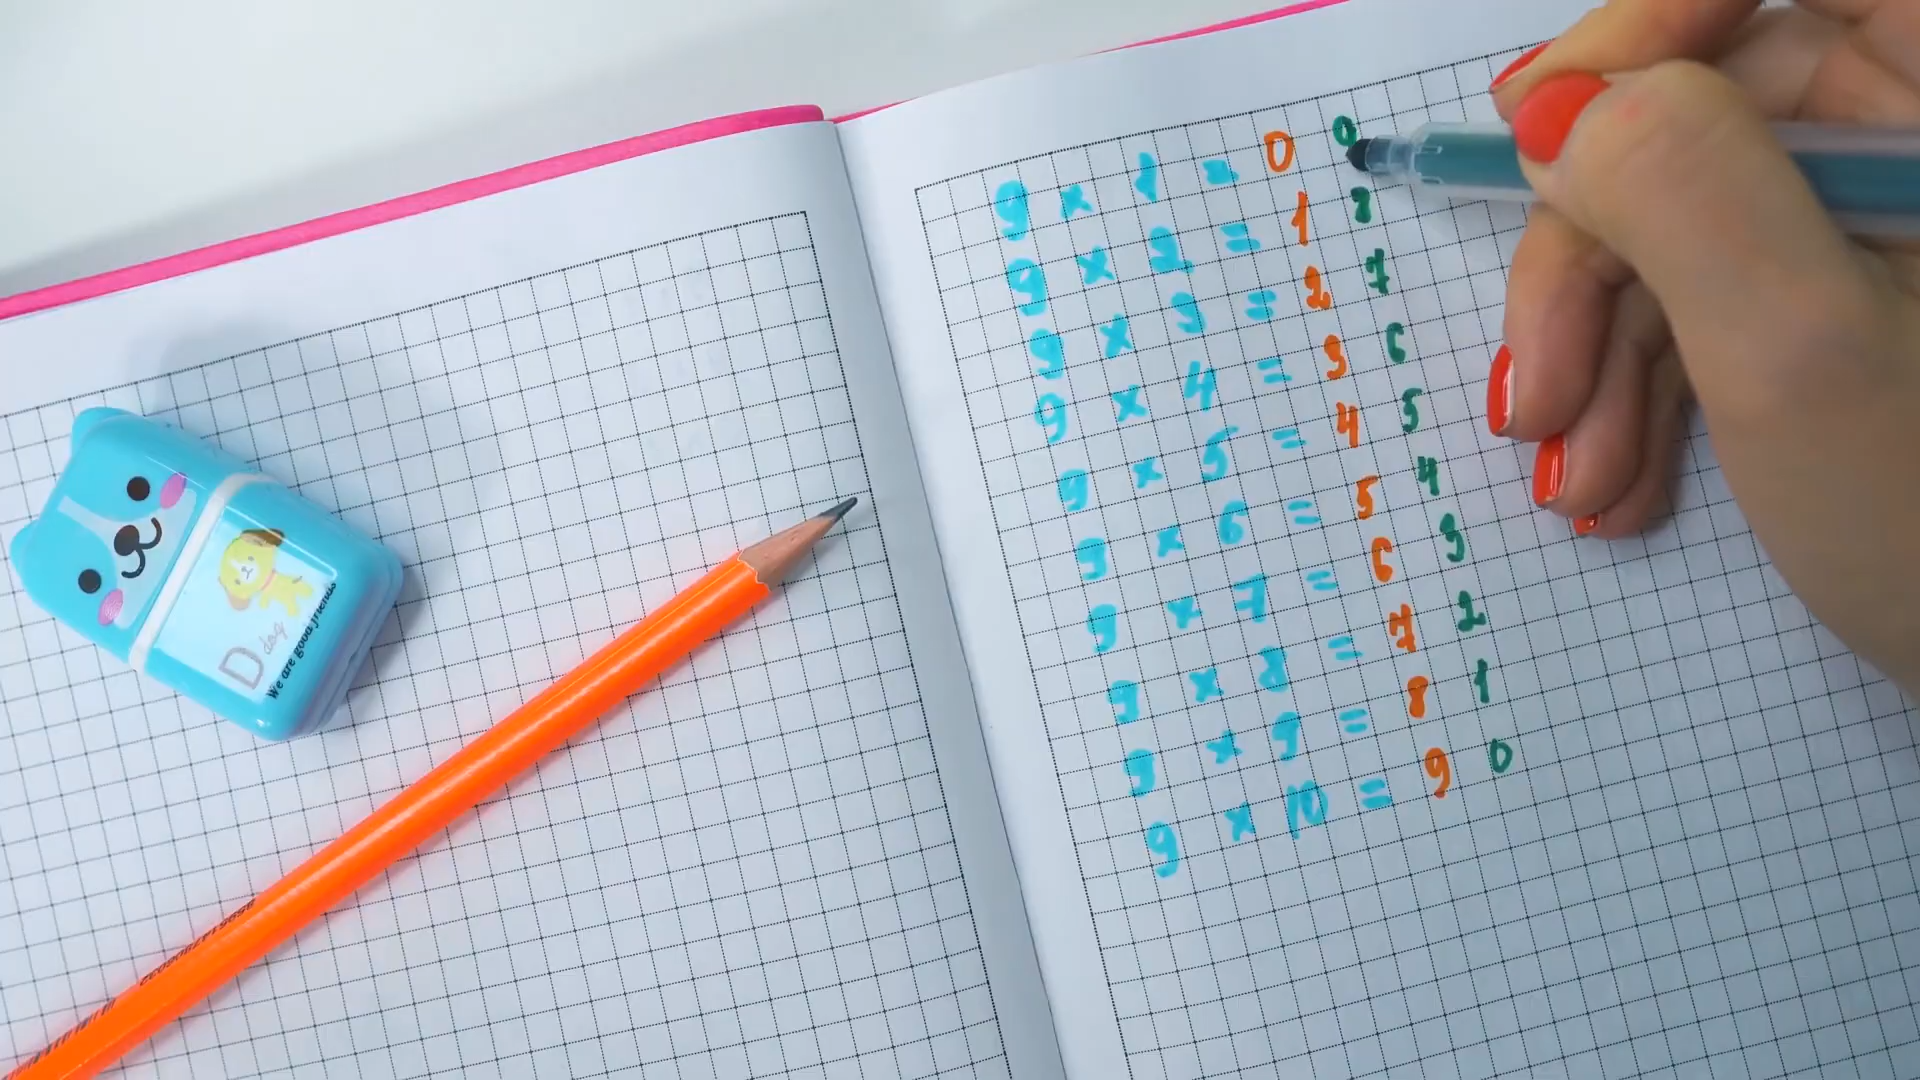 9 x 1 = 0 9
9 x 2 = 1 8
9 x 3 = 2 7
9 x 4 = 3 6
9 x 5 = 4 5
9 x 6 = 5 4
9 x 7 = 6 3
9 x 8 = 7 2
9 x 9 = 8 1
9 x 10 = 9 0
D dog
We are good friends